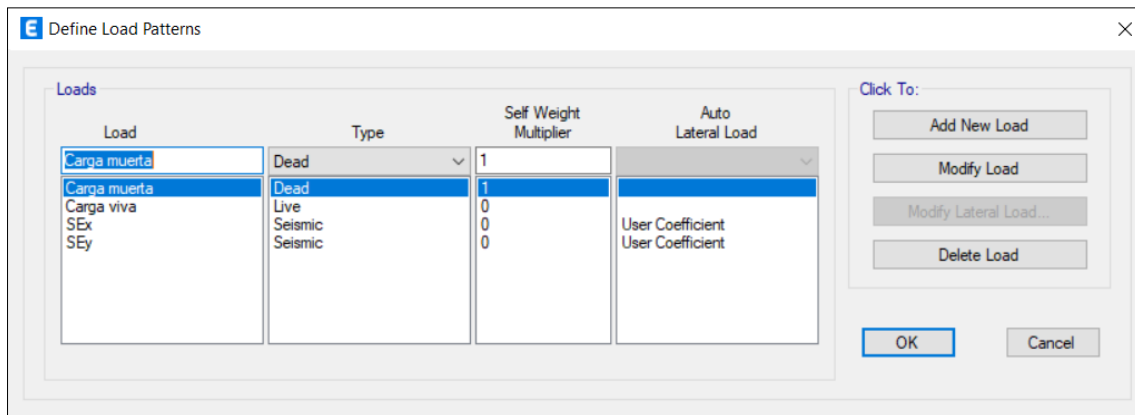 E Define Load Patterns
Loads
Click To:
Load Type Self Weight Multiplier Auto Lateral Load
Carga muerta Dead 1
Carga muerta Dead 1
Carga viva Live 0
SEx Seismic 0 User Coefficient
SEy Seismic 0 User Coefficient
Add New Load
Modify Load
Modify Lateral Load...
Delete Load
OK Cancel